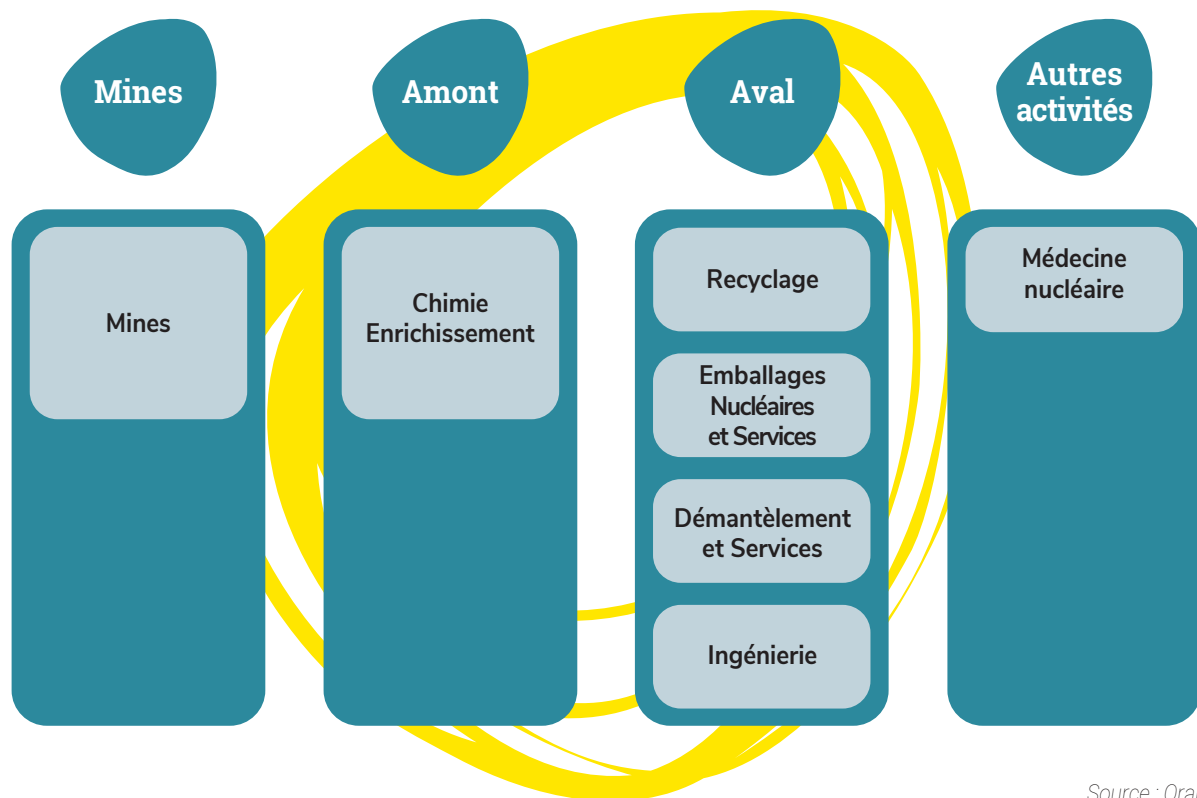 Mines
Amont
Aval
Autres
activités
Mines
Chimie
Enrichissement
Recyclage
Emballages
Nucléaires
et Services
Démantèlement
et Services
Ingénierie
Médecine
nucléaire
Source :